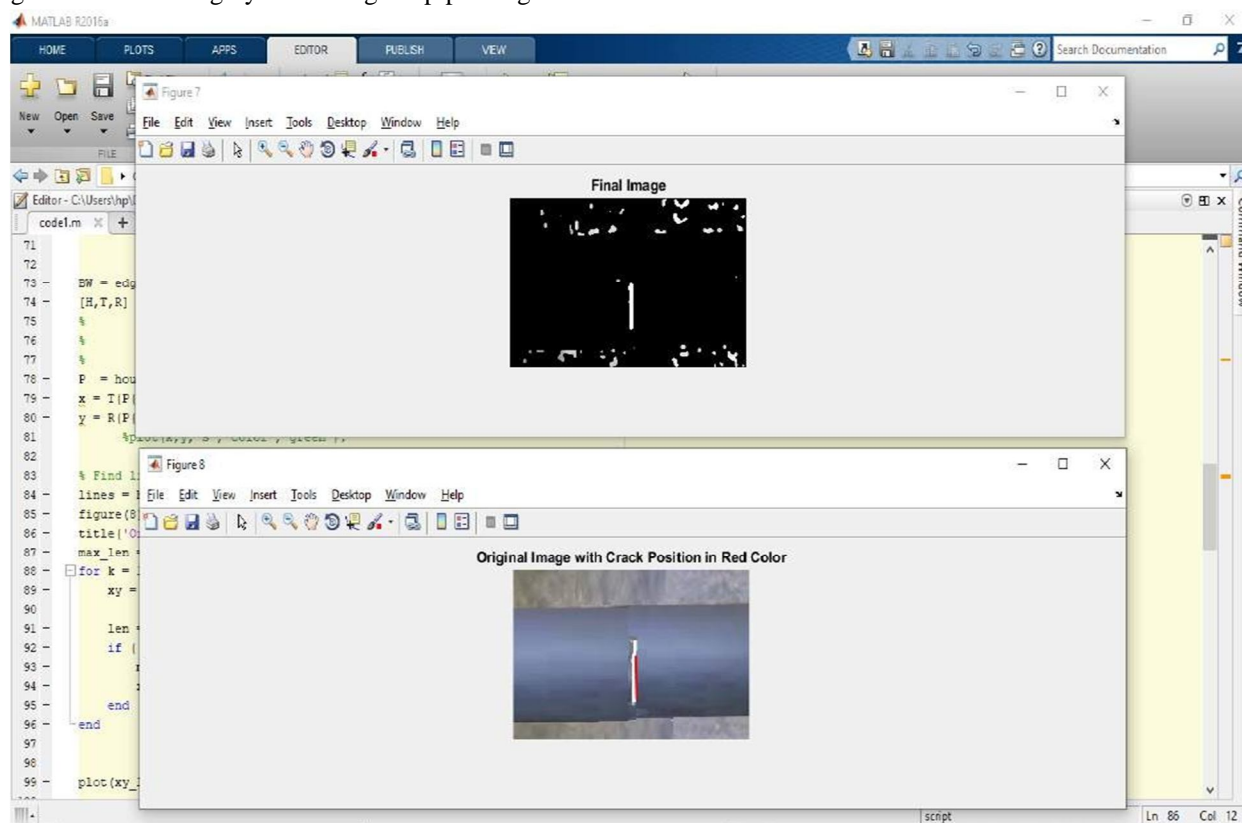 MATLAB R2016a
HOME PLOTS APPS EDITOR PUBLISH VIEW
Search Documentation
New Open Save
FILE
Figure 7
File Edit View Insert Tools Desktop Window Help
Final Image
Editor - C:\Users\hp\
code1.m
Command Window
71
72
73 - BW = edg
74 - [H,T,R]
75 %
76 %
77 %
78 - P = hou
79 - x = T(P(
80 - y = R(P(
81
82
83 % Find li
84 - lines =
85 - figure(8
86 - title('O
87 - max_len =
88 - for k =
89 - xy =
90
91 - len
92 - if (
93 -
94 -
95 - end
96 - end
97
98
99 - plot(xy_
Figure 8
File Edit View Insert Tools Desktop Window Help
Original Image with Crack Position in Red Color
script Ln 86 Col 12